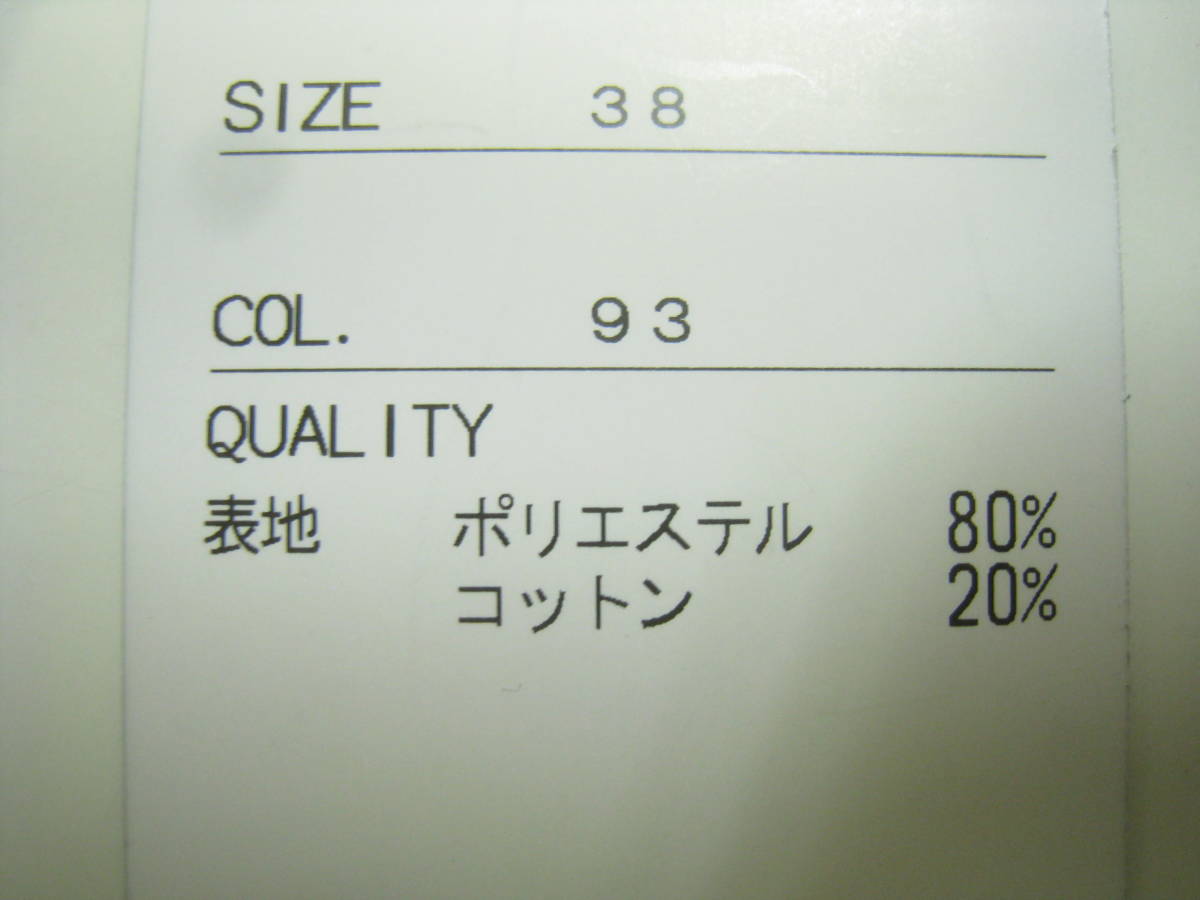 SIZE 38
COL. 93
QUALITY
表地 ポリエステル 80%
コットン 20%